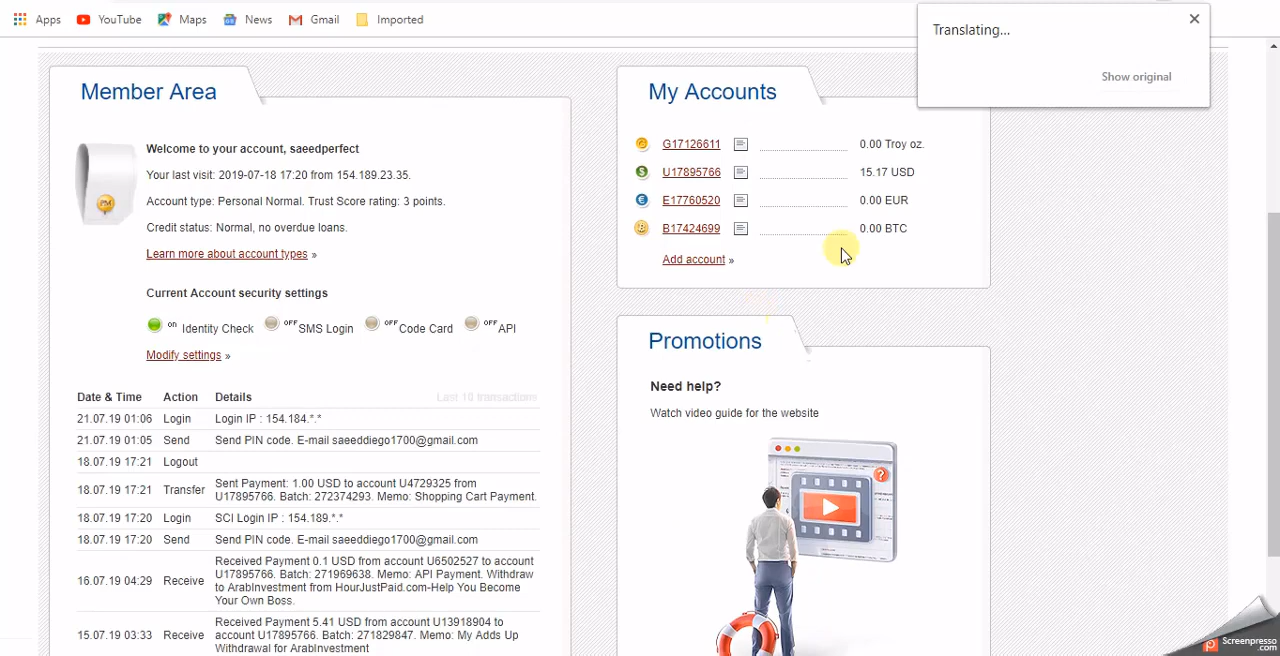 Apps YouTube Maps News Gmail Imported
Translating...
Show original
Member Area
Welcome to your account, saeedperfect
Your last visit: 2019-07-18 17:20 from 154.189.23.35.
Account type: Personal Normal. Trust Score rating: 3 points.
Credit status: Normal, no overdue loans.
Learn more about account types »
Current Account security settings
on Identity Check OFF SMS Login OFF Code Card OFF API
Modify settings »
Date & Time Action Details Last 10 transactions
21.07.19 01:06 Login Login IP : 154.184.*.*
21.07.19 01:05 Send Send PIN code. E-mail saeeddiego1700@gmail.com
18.07.19 17:21 Logout
18.07.19 17:21 Transfer Sent Payment: 1.00 USD to account U4729325 from
U17895766. Batch: 272374293. Memo: Shopping Cart Payment.
18.07.19 17:20 Login SCI Login IP : 154.189.*.*
18.07.19 17:20 Send Send PIN code. E-mail saeeddiego1700@gmail.com
16.07.19 04:29 Receive Received Payment 0.1 USD from account U6502527 to account
U17895766. Batch: 271969638. Memo: API Payment. Withdraw
to ArabInvestment from HourJustPaid.com-Help You Become
Your Own Boss.
15.07.19 03:33 Receive Received Payment 5.41 USD from account U13918904 to
account U17895766. Batch: 271829847. Memo: My Adds Up
Withdrawal for ArabInvestment
My Accounts
G17126611 0.00 Troy oz.
U17895766 15.17 USD
E17760520 0.00 EUR
B17424699 0.00 BTC
Add account »
Promotions
Need help?
Watch video guide for the website
Screenpresso
.com